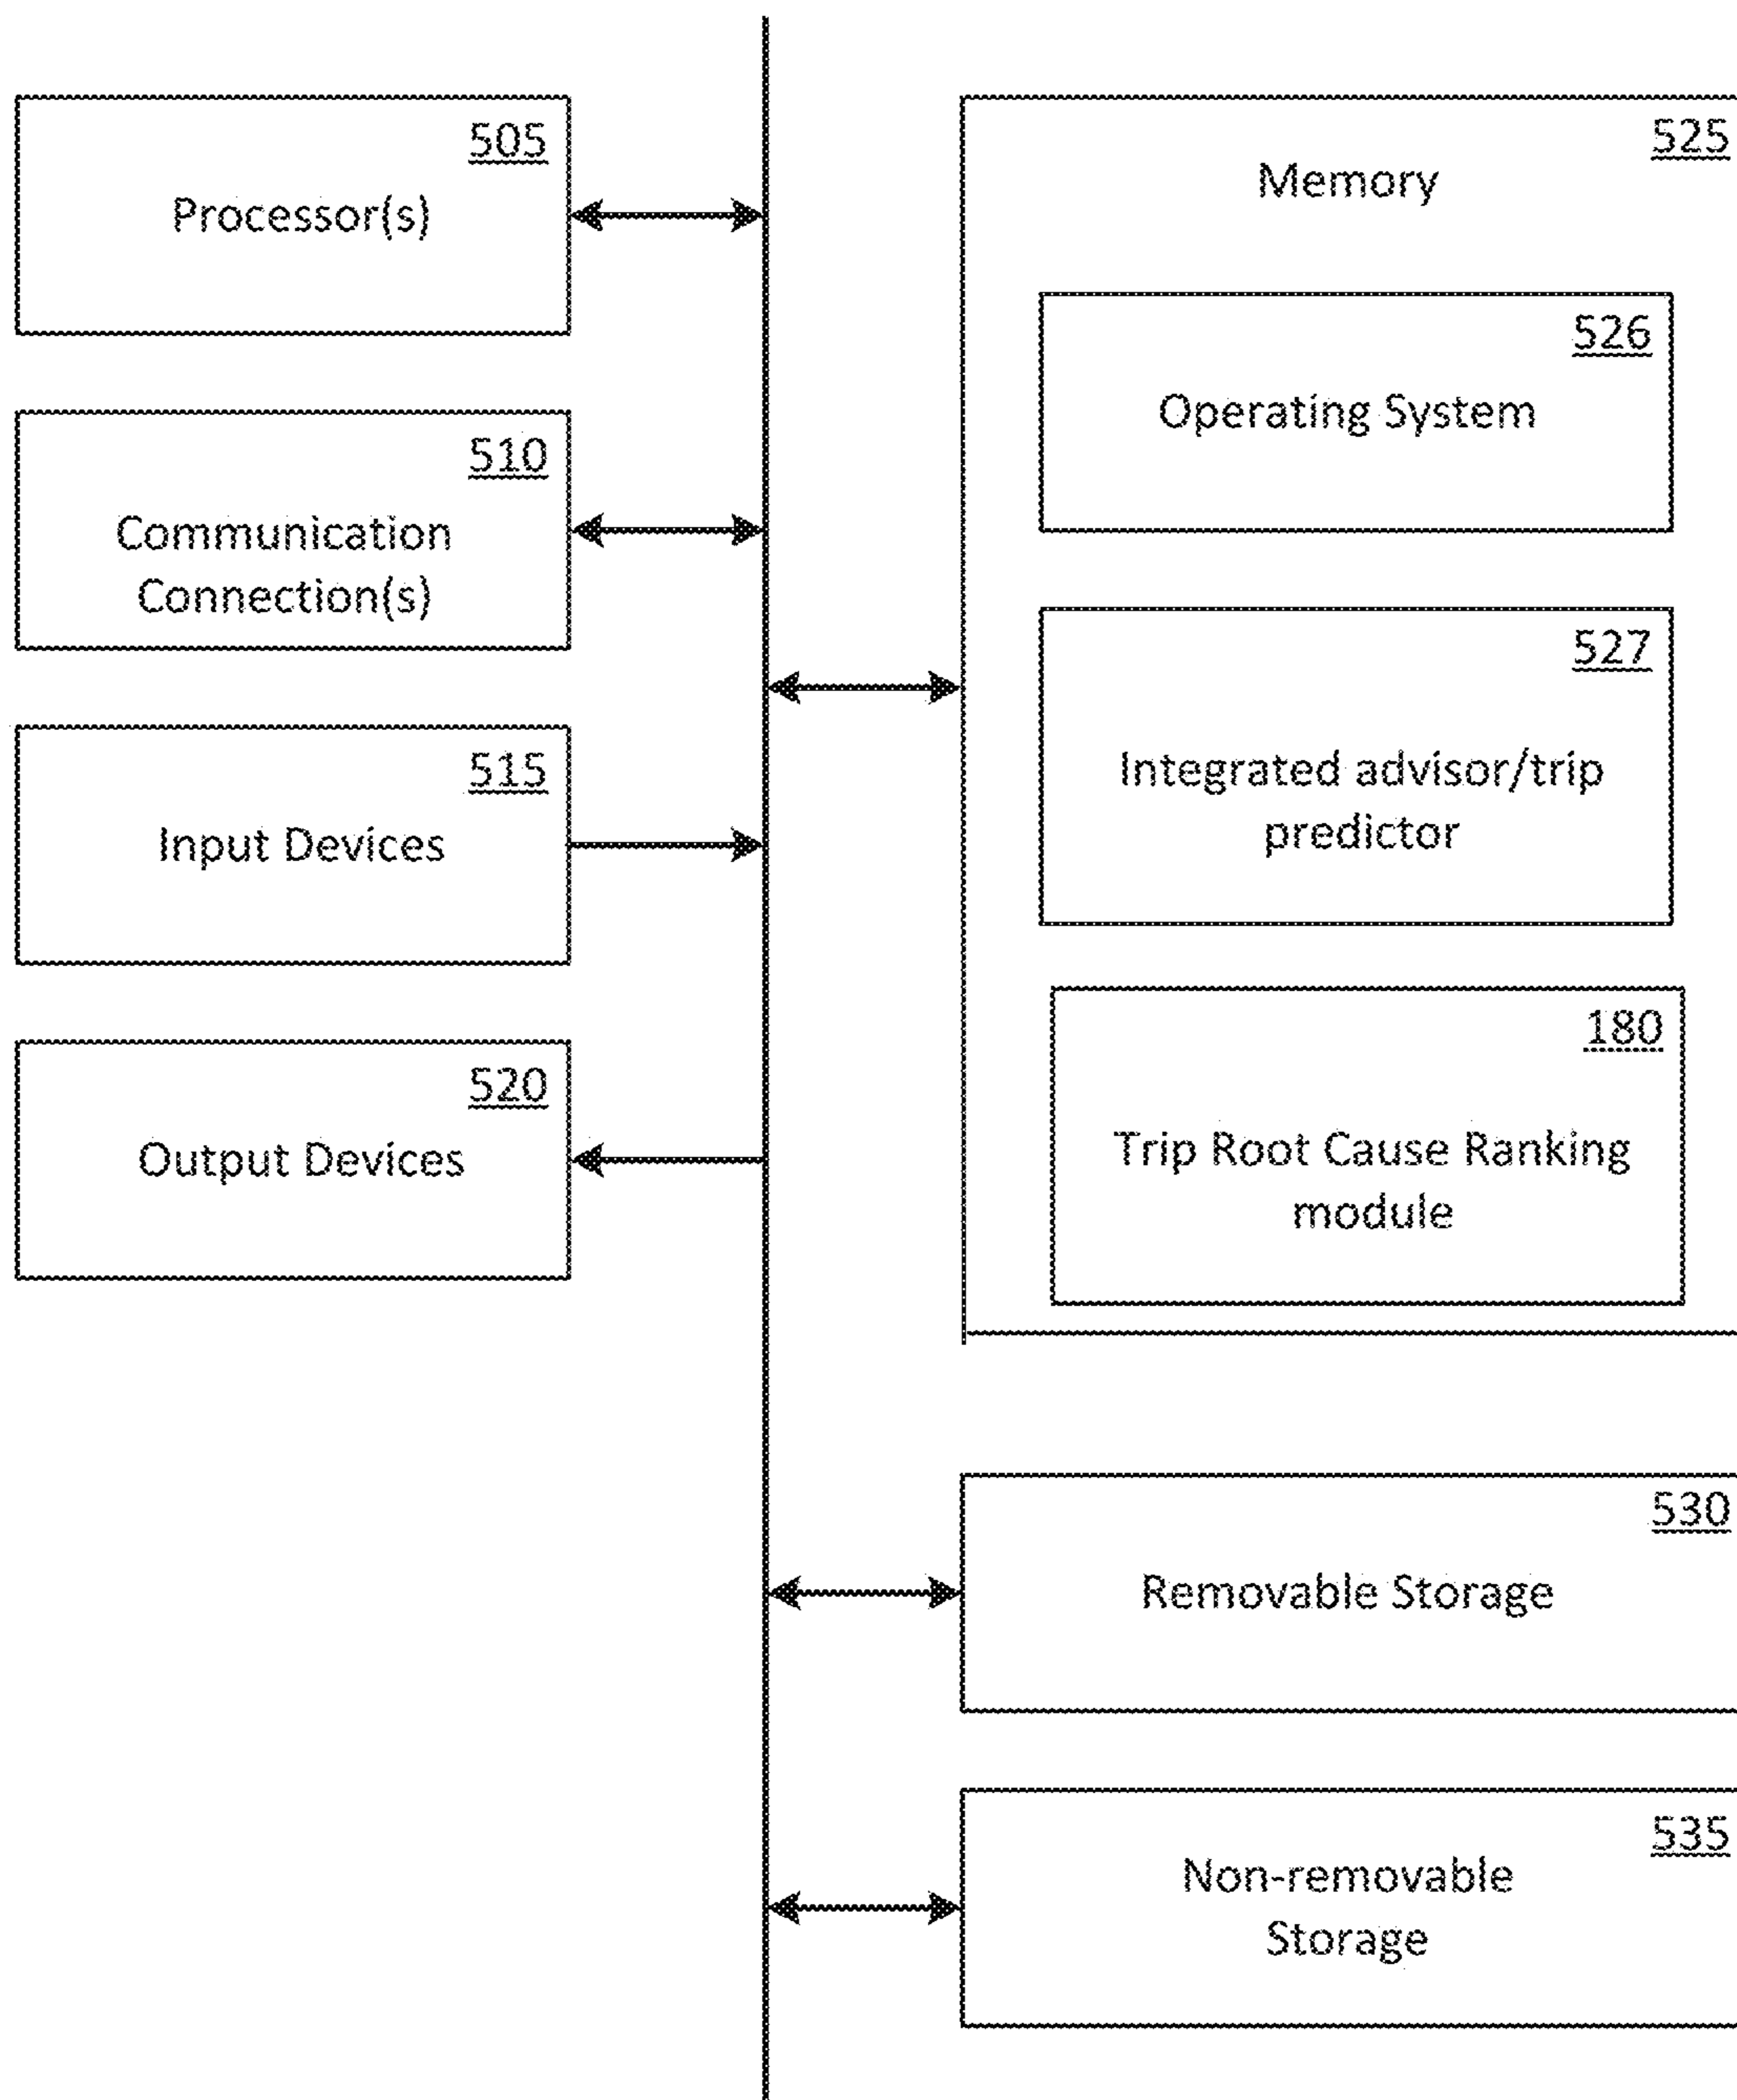 505
Processor(s)
510
Communication
Connection(s)
515
Input Devices
520
Output Devices
525
Memory
526
Operating System
527
Integrated advisor/trip
predictor
180
Trip Root Cause Ranking
module
530
Removable Storage
535
Non-removable
Storage